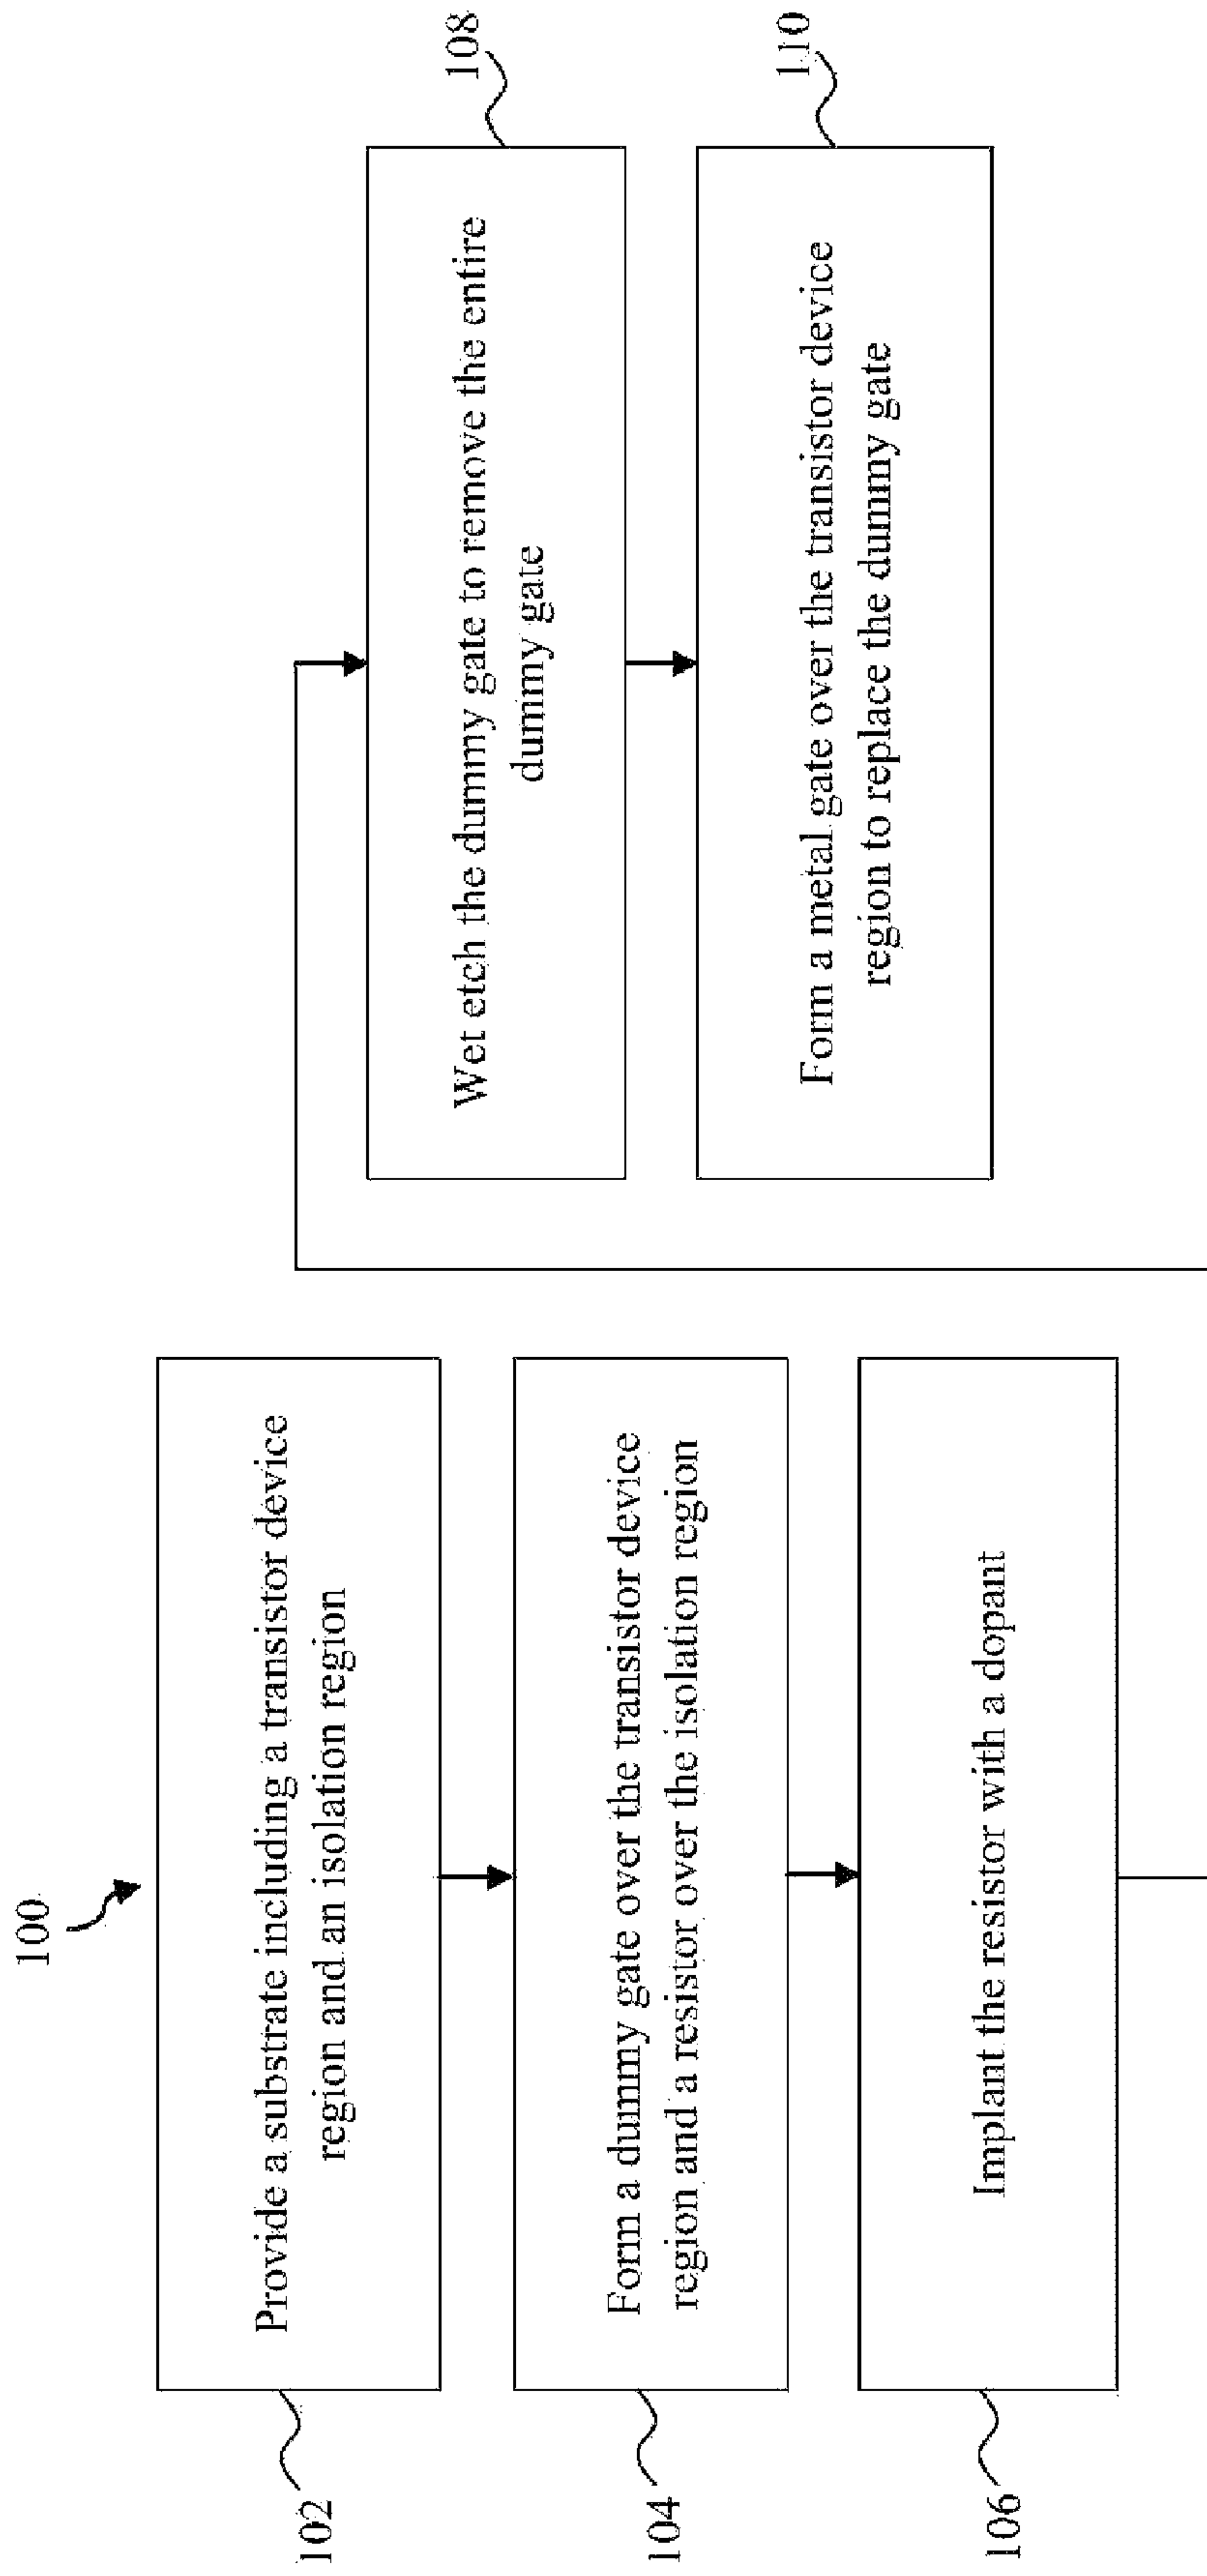 100
102
Provide a substrate including a transistor device
region and an isolation region
104
Form a dummy gate over the transistor device
region and a resistor over the isolation region
106
Implant the resistor with a dopant
108
Wet etch the dummy gate to remove the entire
dummy gate
110
Form a metal gate over the transistor device
region to replace the dummy gate